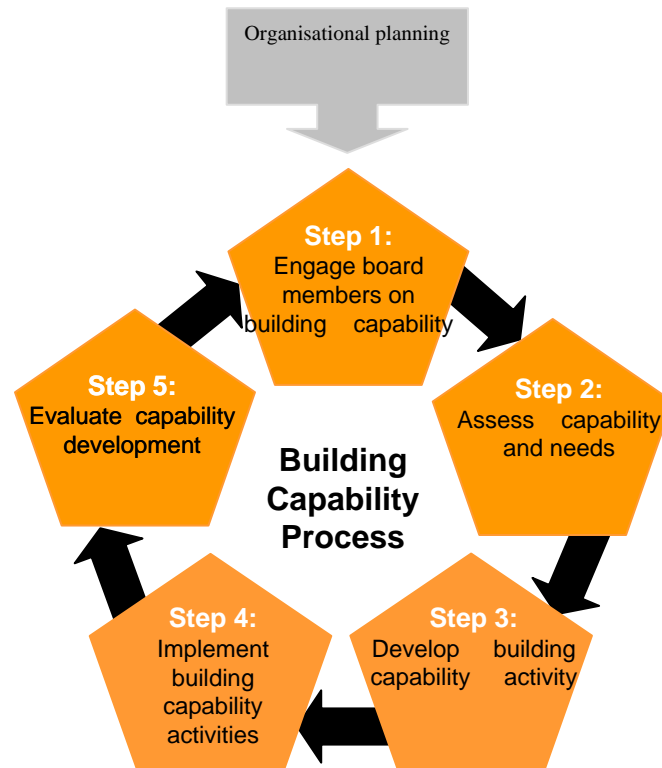 Organisational planning
Step 1:
Engage board
members on
building capability
Step 2:
Assess capability
and needs
Step 3:
Develop building
capability activity
Step 4:
Implement
building
capability
activities
Step 5:
Evaluate capability
development
Building
Capability
Process